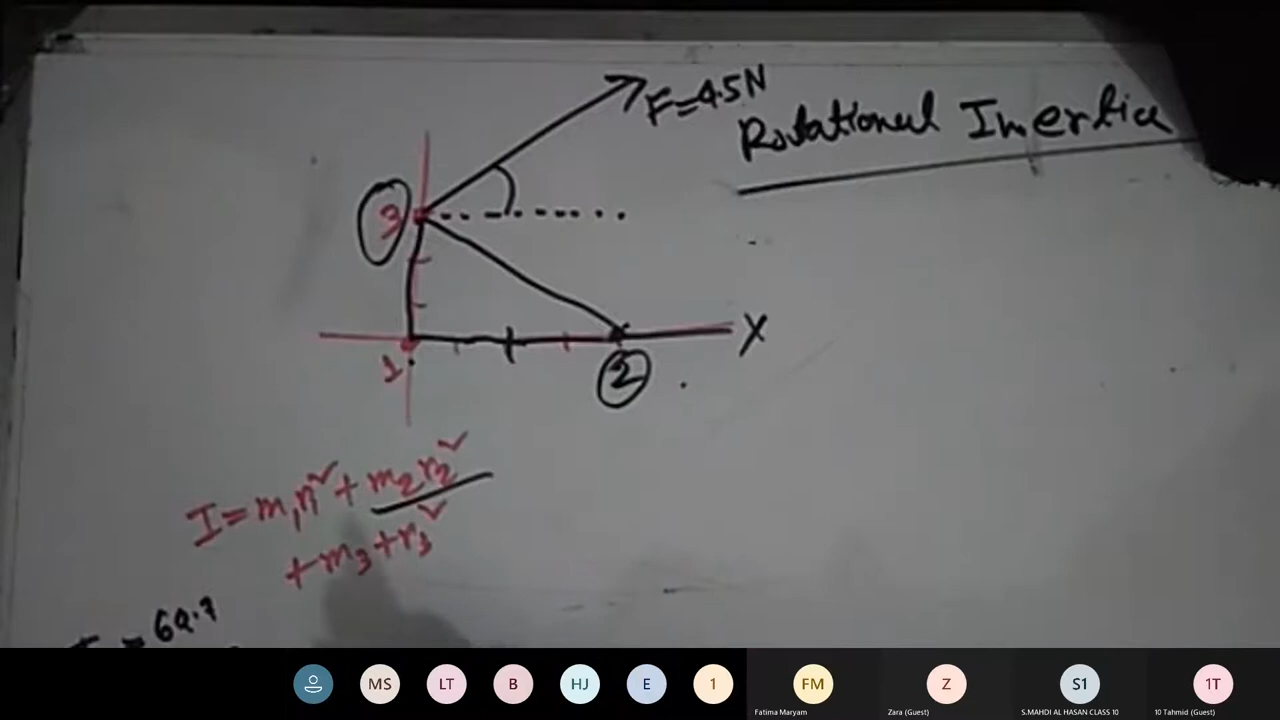 F=4.5N
Rotational Inertia
3
1
2
X
I=m₁r₁²+m₂r₂²
+m₃+r₃²
= 60.7
MS LT B HJ E 1 FM Z S1 1T
Fatima Maryam Zara (Guest) S.MAHDI AL HASAN CLASS 10 10 Tahmid (Guest)